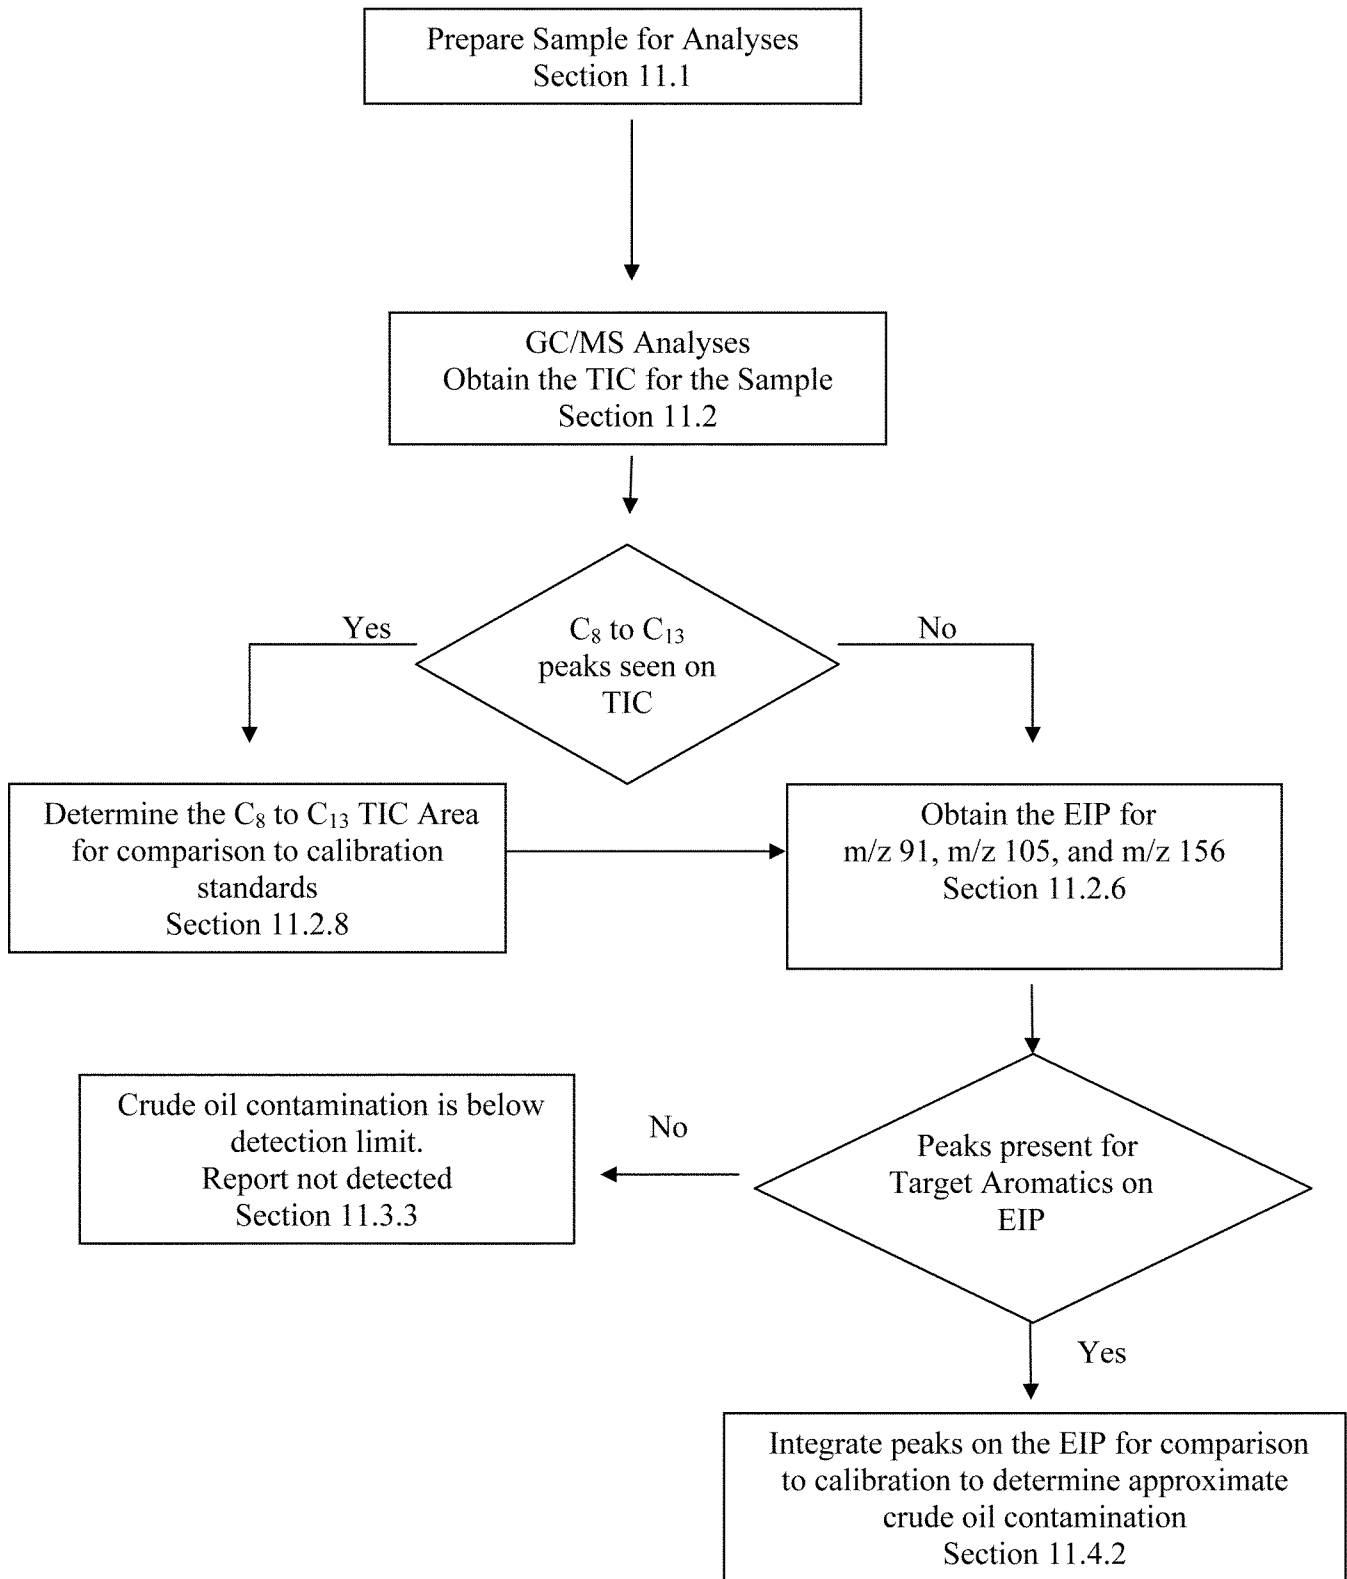 Prepare Sample for Analyses
Section 11.1
GC/MS Analyses
Obtain the TIC for the Sample
Section 11.2
Yes
C₈ to C₁₃
peaks seen on
TIC
No
Determine the C₈ to C₁₃ TIC Area
for comparison to calibration
standards
Section 11.2.8
Obtain the EIP for
m/z 91, m/z 105, and m/z 156
Section 11.2.6
Crude oil contamination is below
detection limit.
Report not detected
Section 11.3.3
No
Peaks present for
Target Aromatics on
EIP
Yes
Integrate peaks on the EIP for comparison
to calibration to determine approximate
crude oil contamination
Section 11.4.2